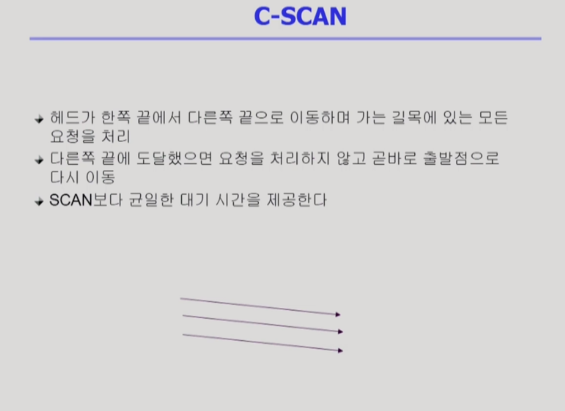 C-SCAN
헤드가 한쪽 끝에서 다른쪽 끝으로 이동하며 가는 길목에 있는 모든
요청을 처리
다른쪽 끝에 도달했으면 요청을 처리하지 않고 곧바로 출발점으로
다시 이동
SCAN보다 균일한 대기 시간을 제공한다